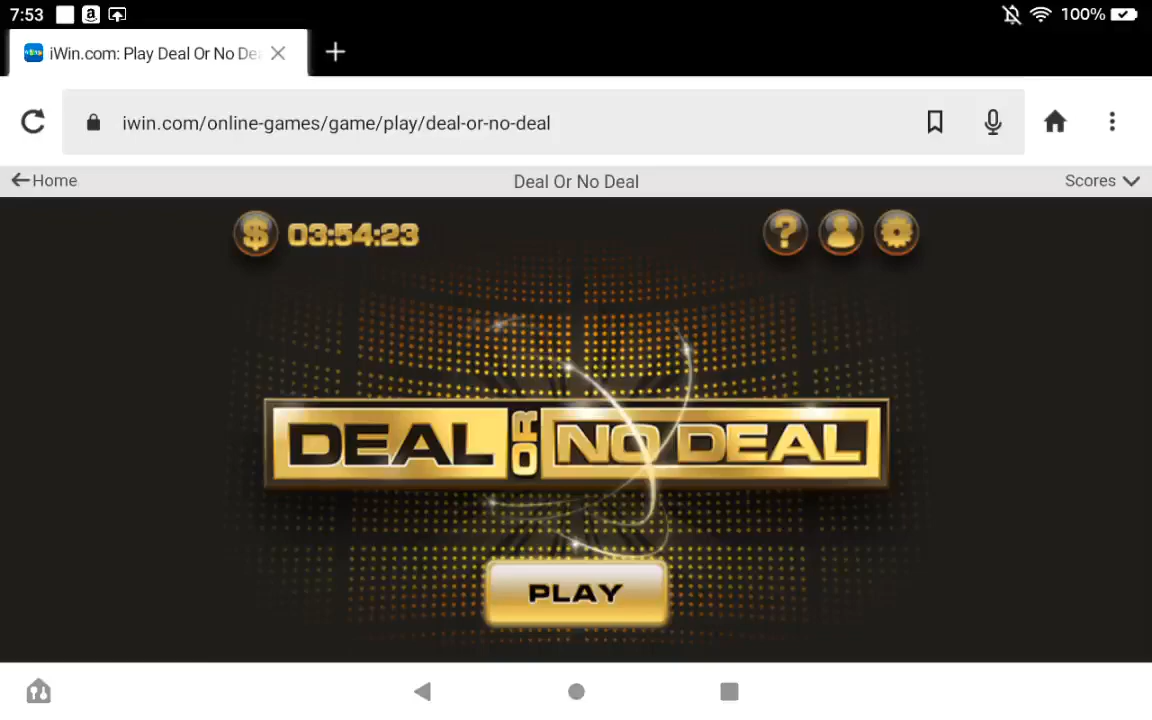 7:53
100%
iWin.com: Play Deal Or No De
iwin.com/online-games/game/play/deal-or-no-deal
Home
Deal Or No Deal
Scores
$ 03:54:23
?
DEAL OR NO DEAL
PLAY